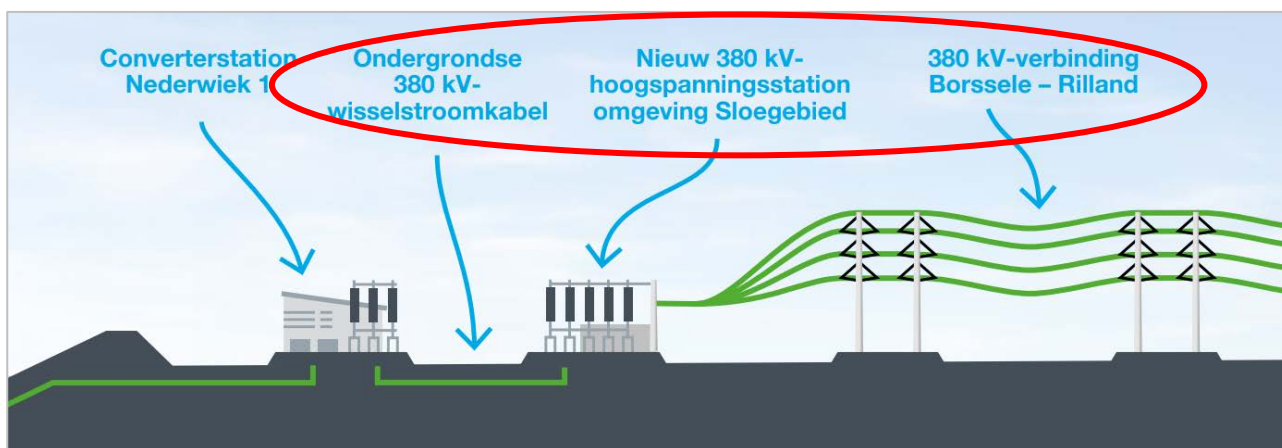 Converterstation
Nederwiek 1
Ondergrondse
380 kV-
wisselstroomkabel
Nieuw 380 kV-
hoogspanningsstation
omgeving Sloegebied
380 kV-verbinding
Borssele – Rilland